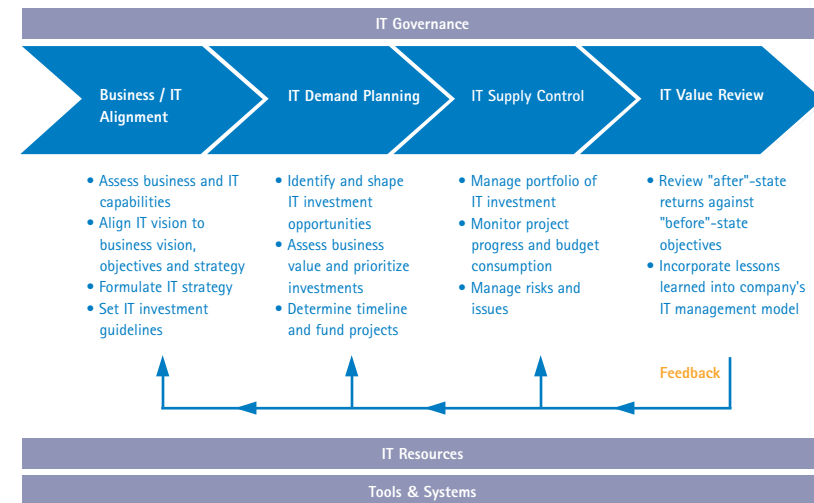 IT Governance
Business / IT
Alignment
IT Demand Planning
IT Supply Control
IT Value Review
• Assess business and IT
capabilities
• Align IT vision to
business vision,
objectives and strategy
• Formulate IT strategy
• Set IT investment
guidelines
• Identify and shape
IT investment
opportunities
• Assess business
value and prioritize
investments
• Determine timeline
and fund projects
• Manage portfolio of
IT investment
• Monitor project
progress and budget
consumption
• Manage risks and
issues
• Review "after"-state
returns against
"before"-state
objectives
• Incorporate lessons
learned into company's
IT management model
Feedback
IT Resources
Tools & Systems